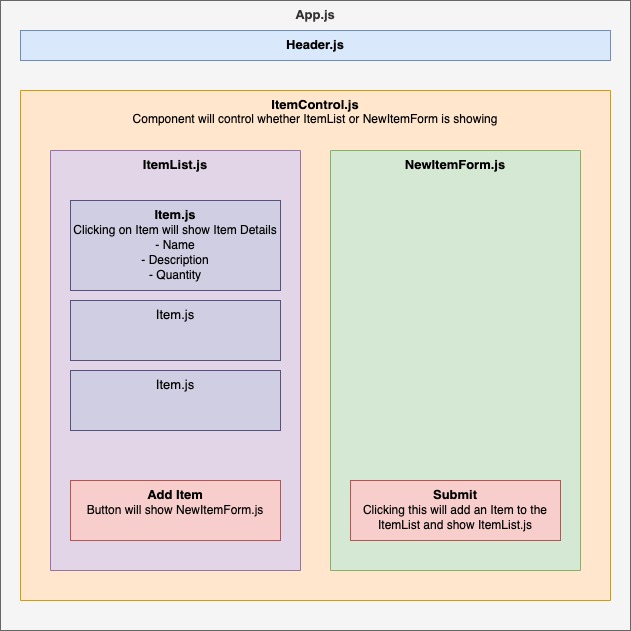 App.js
Header.js
ItemControl.js
Component will control whether ItemList or NewItemForm is showing
ItemList.js
Item.js
Clicking on Item will show Item Details
- Name
- Description
- Quantity
Item.js
Item.js
Add Item
Button will show NewItemForm.js
NewItemForm.js
Submit
Clicking this will add an Item to the
ItemList and show ItemList.js